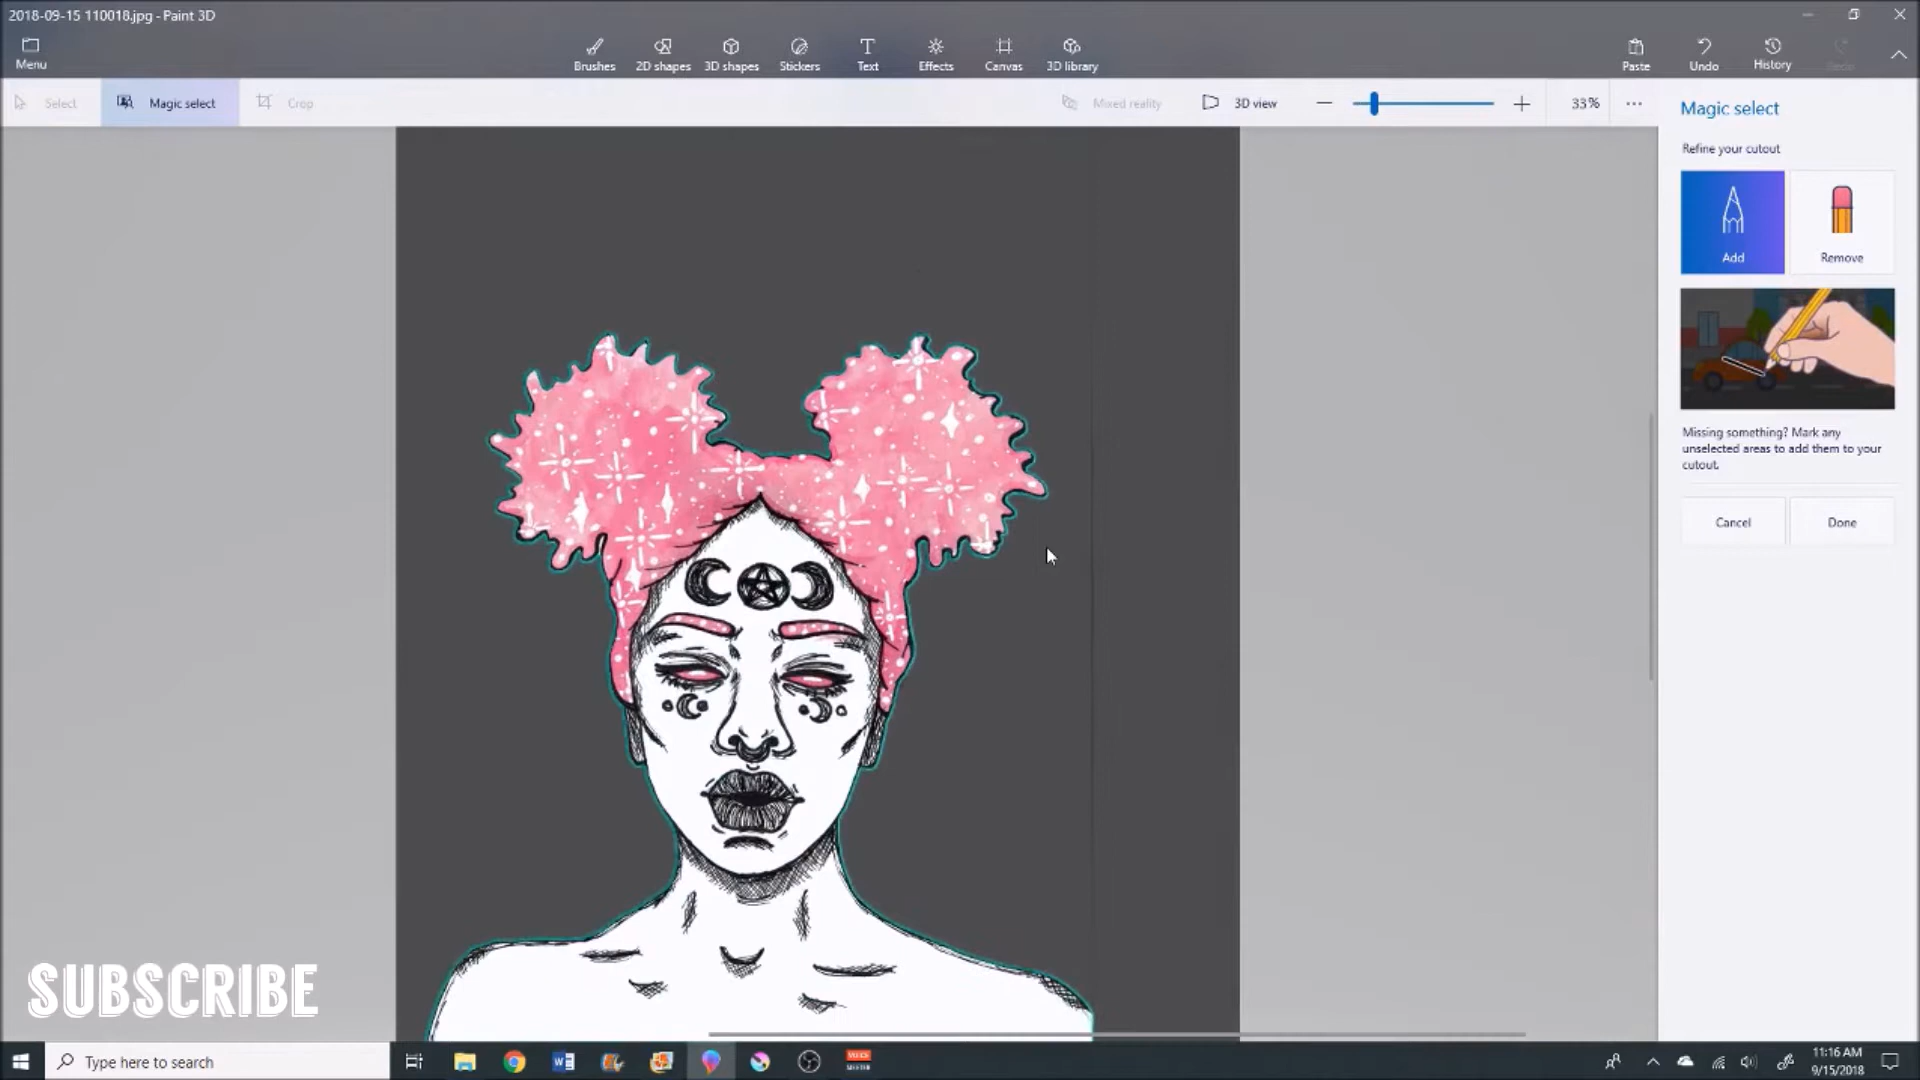 2018-09-15 110018.jpg - Paint 3D
Menu
Brushes
2D shapes
3D shapes
Stickers
Text
Effects
Canvas
3D library
Paste
Undo
History
Redo
Select
Magic select
Crop
Mixed reality
3D view
33%
Magic select
Refine your cutout
Add
Remove
Missing something? Mark any
unselected areas to add them to your
cutout.
Cancel
Done
SUBSCRIBE
Type here to search
11:16 AM
9/15/2018